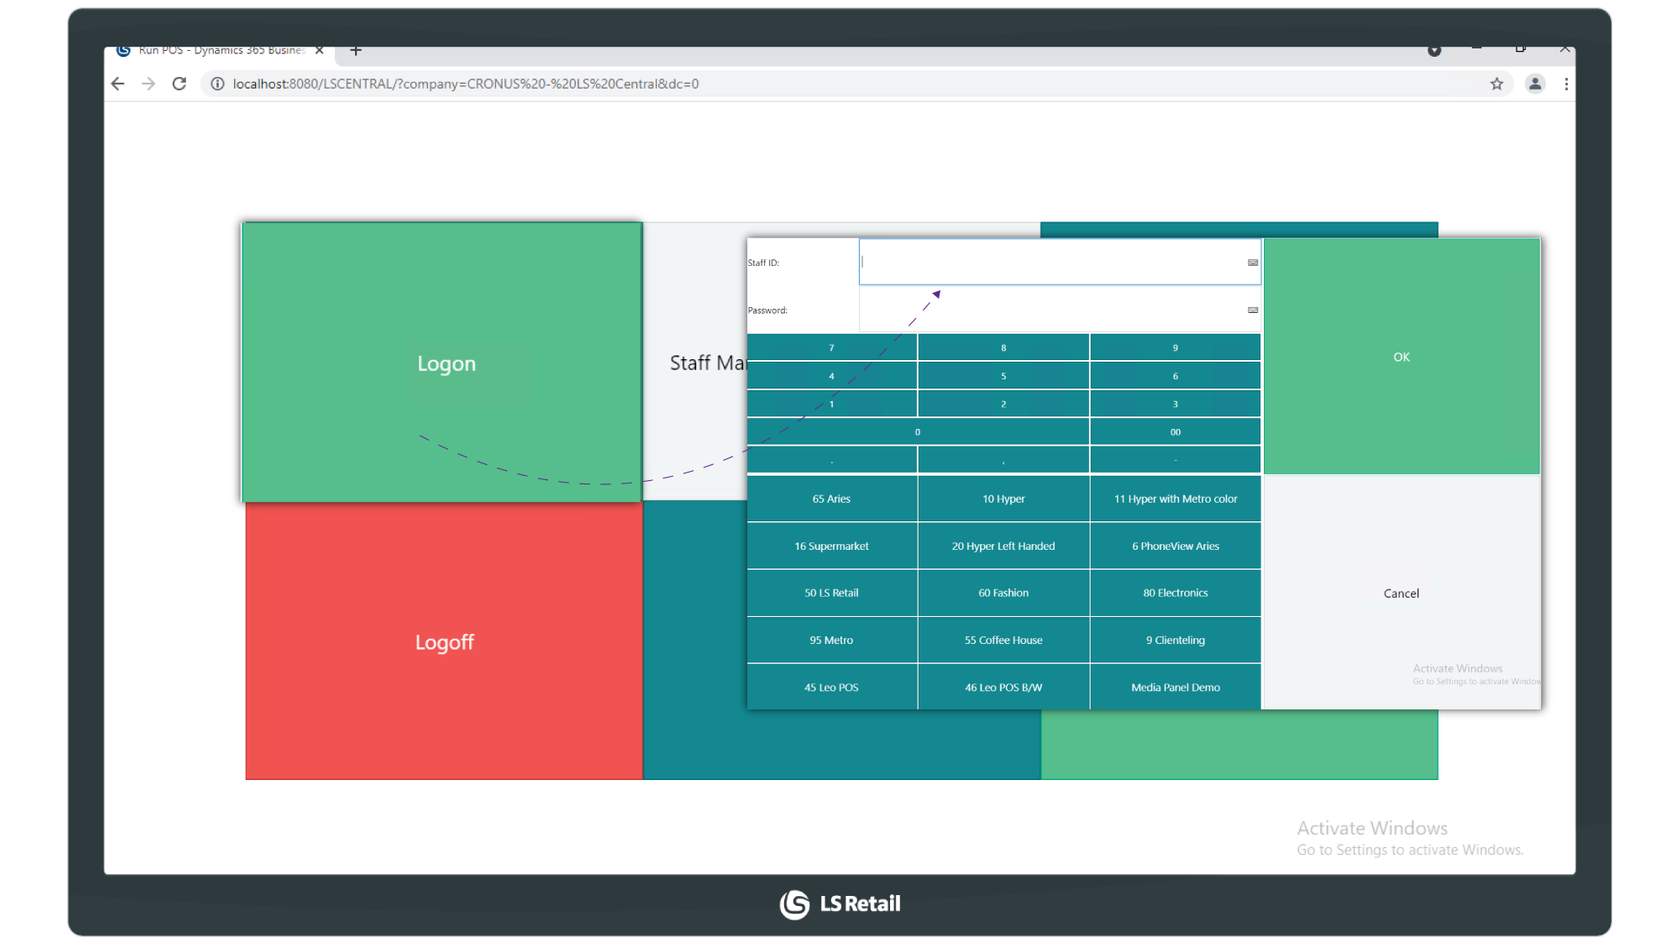 Run POS - Dynamics 365 Busines
localhost:8080/LSCENTRAL/?company=CRONUS%20-%20LS%20Central&dc=0
Logon
Staff Ma
Logoff
Staff ID:
Password:
7 8 9
4 5 6
1 2 3
0 00
. , -
65 Aries 10 Hyper 11 Hyper with Metro color
16 Supermarket 20 Hyper Left Handed 6 PhoneView Aries
50 LS Retail 60 Fashion 80 Electronics
95 Metro 55 Coffee House 9 Clienteling
45 Leo POS 46 Leo POS B/W Media Panel Demo
OK
Cancel
Activate Windows
Go to Settings to activate Window
Activate Windows
Go to Settings to activate Windows.
LS Retail